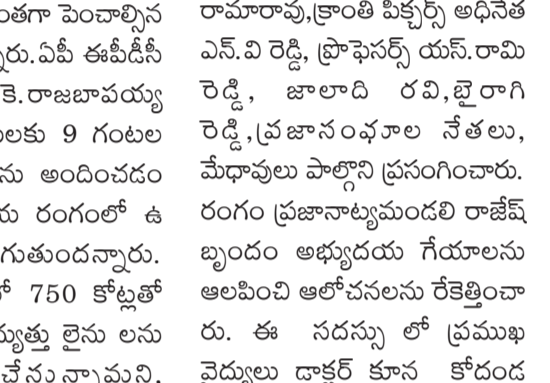 ంతగా పెంచాల్సిన
రు.ఏపీ ఈపీడీసీ
కె.రాజబాపయ్య
లకు 9 గంటల
ను అందించడం
రంగంలో ఉ
గుతుందన్నారు.
750 కోట్లతో
లైను లను
రామారావు,క్రాంతి పిక్చర్స్ అధినేత
ఎన్.వి రెడ్డి, ప్రొఫెసర్స్ యస్.రామి
రెడ్డి, జాలాది రవి,బైరాగి
రెడ్డి,ప్రజానంఘాల నేతలు,
మేధావులు పాల్గొని ప్రసంగించారు.
రంగం ప్రజానాట్యమండలి రాజేష్
బృందం అభ్యుదయ గేయాలను
ఆలపించి ఆలోచనలను రేకెత్తించా
రు. ఈ సదస్సు లో ప్రముఖ
వైద్యులు డాక్టర్ కూన కోదండ